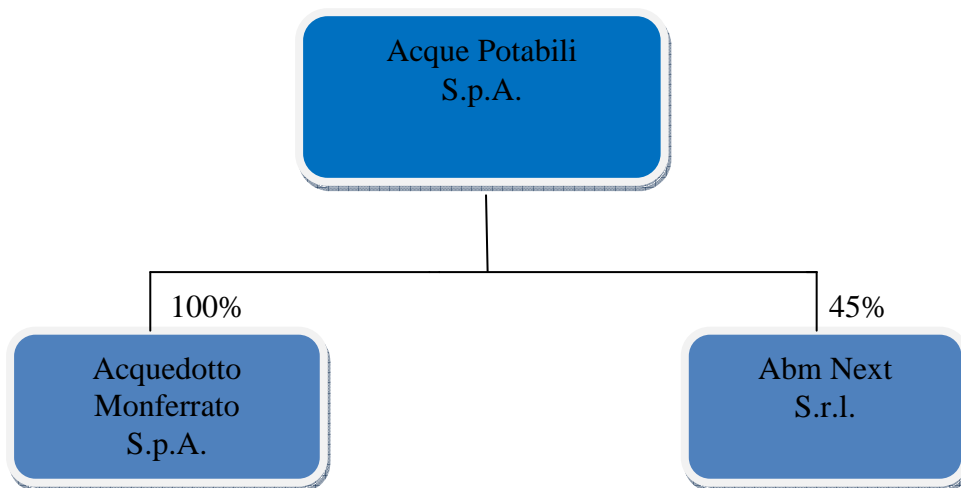 Acque Potabili
S.p.A.
100%
45%
Acquedotto
Monferrato
S.p.A.
Abm Next
S.r.l.